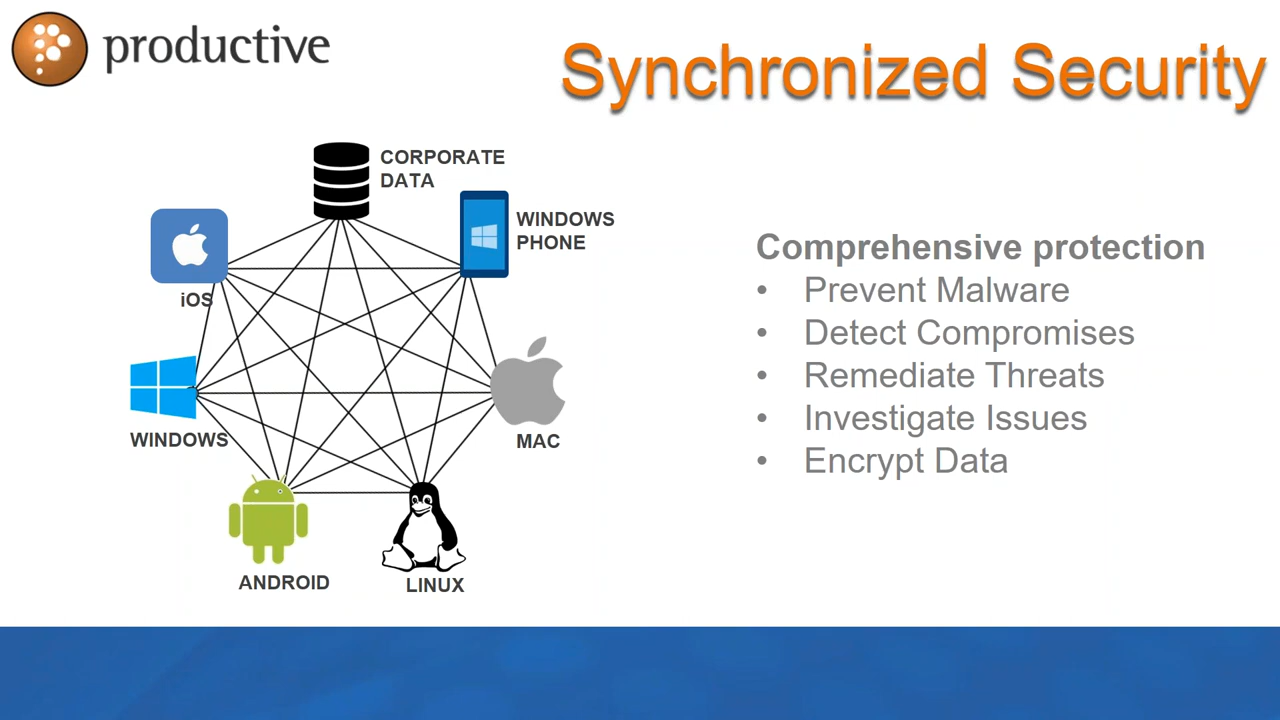 productive
Synchronized Security
CORPORATE
DATA
WINDOWS
PHONE
iOS
WINDOWS
MAC
ANDROID
LINUX
Comprehensive protection
• Prevent Malware
• Detect Compromises
• Remediate Threats
• Investigate Issues
• Encrypt Data